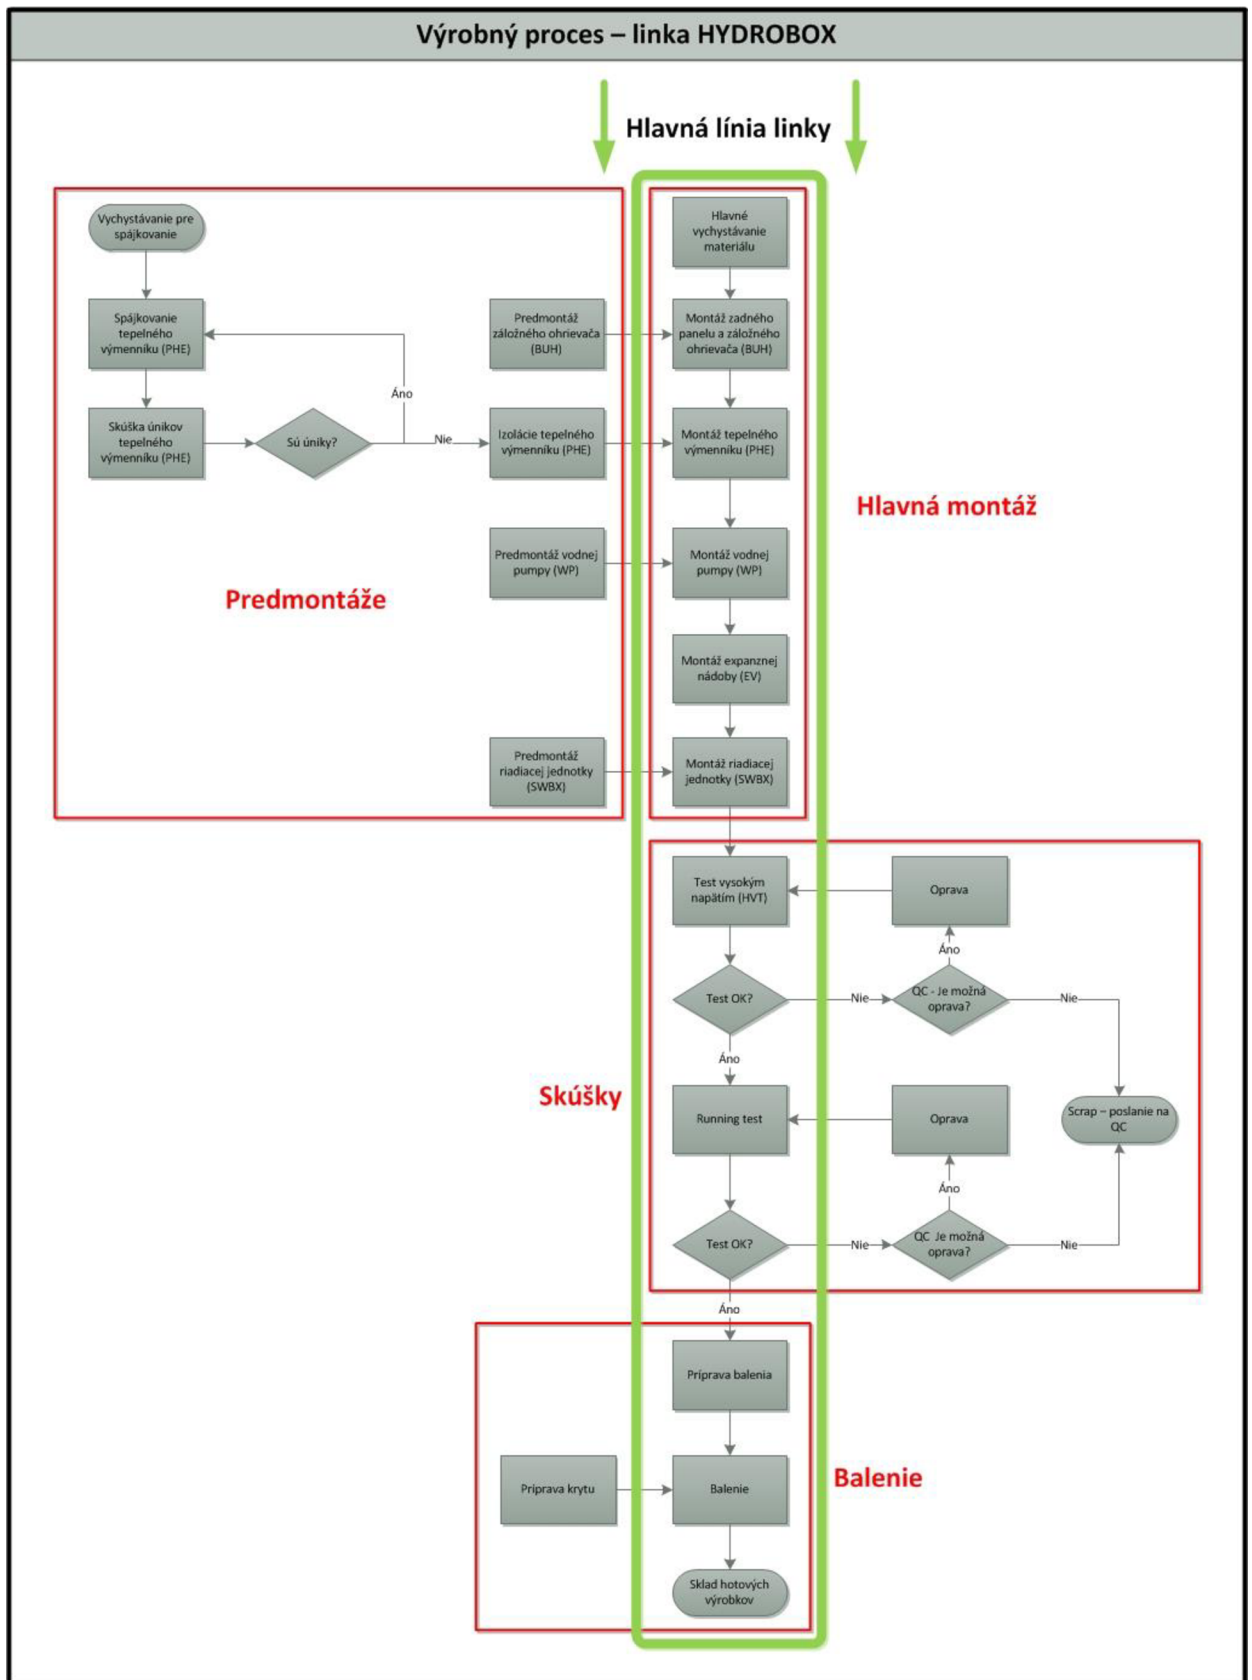 Výrobný proces – linka HYDROBOX
Hlavná línia linky
Vychystávanie pre
spájkovanie
Hlavné
vychystávanie
materiálu
Spájkovanie
tepelného
výmenníku (PHE)
Predmontáž
záložného ohrievača
(BUH)
Montáž zadného
panelu a záložného
ohrievača (BUH)
Áno
Skúška únikov
tepelného
výmenníku (PHE)
Sú úniky?
Nie
Izolácie tepelného
výmenníku (PHE)
Montáž tepelného
výmenníku (PHE)
Hlavná montáž
Predmontáž vodnej
pumpy (WP)
Montáž vodnej
pumpy (WP)
Predmontáže
Montáž expanznej
nádoby (EV)
Predmontáž
riadiacej jednotky
(SWBX)
Montáž riadiacej
jednotky (SWBX)
Test vysokým
napätím (HVT)
Oprava
Áno
Test OK?
Nie
QC - Je možná
oprava?
Nie
Áno
Skúšky
Running test
Oprava
Scrap – poslanie na
QC
Áno
Test OK?
Nie
QC Je možná
oprava?
Nie
Áno
Príprava balenia
Balenie
Príprava krytu
Balenie
Sklad hotových
výrobkov